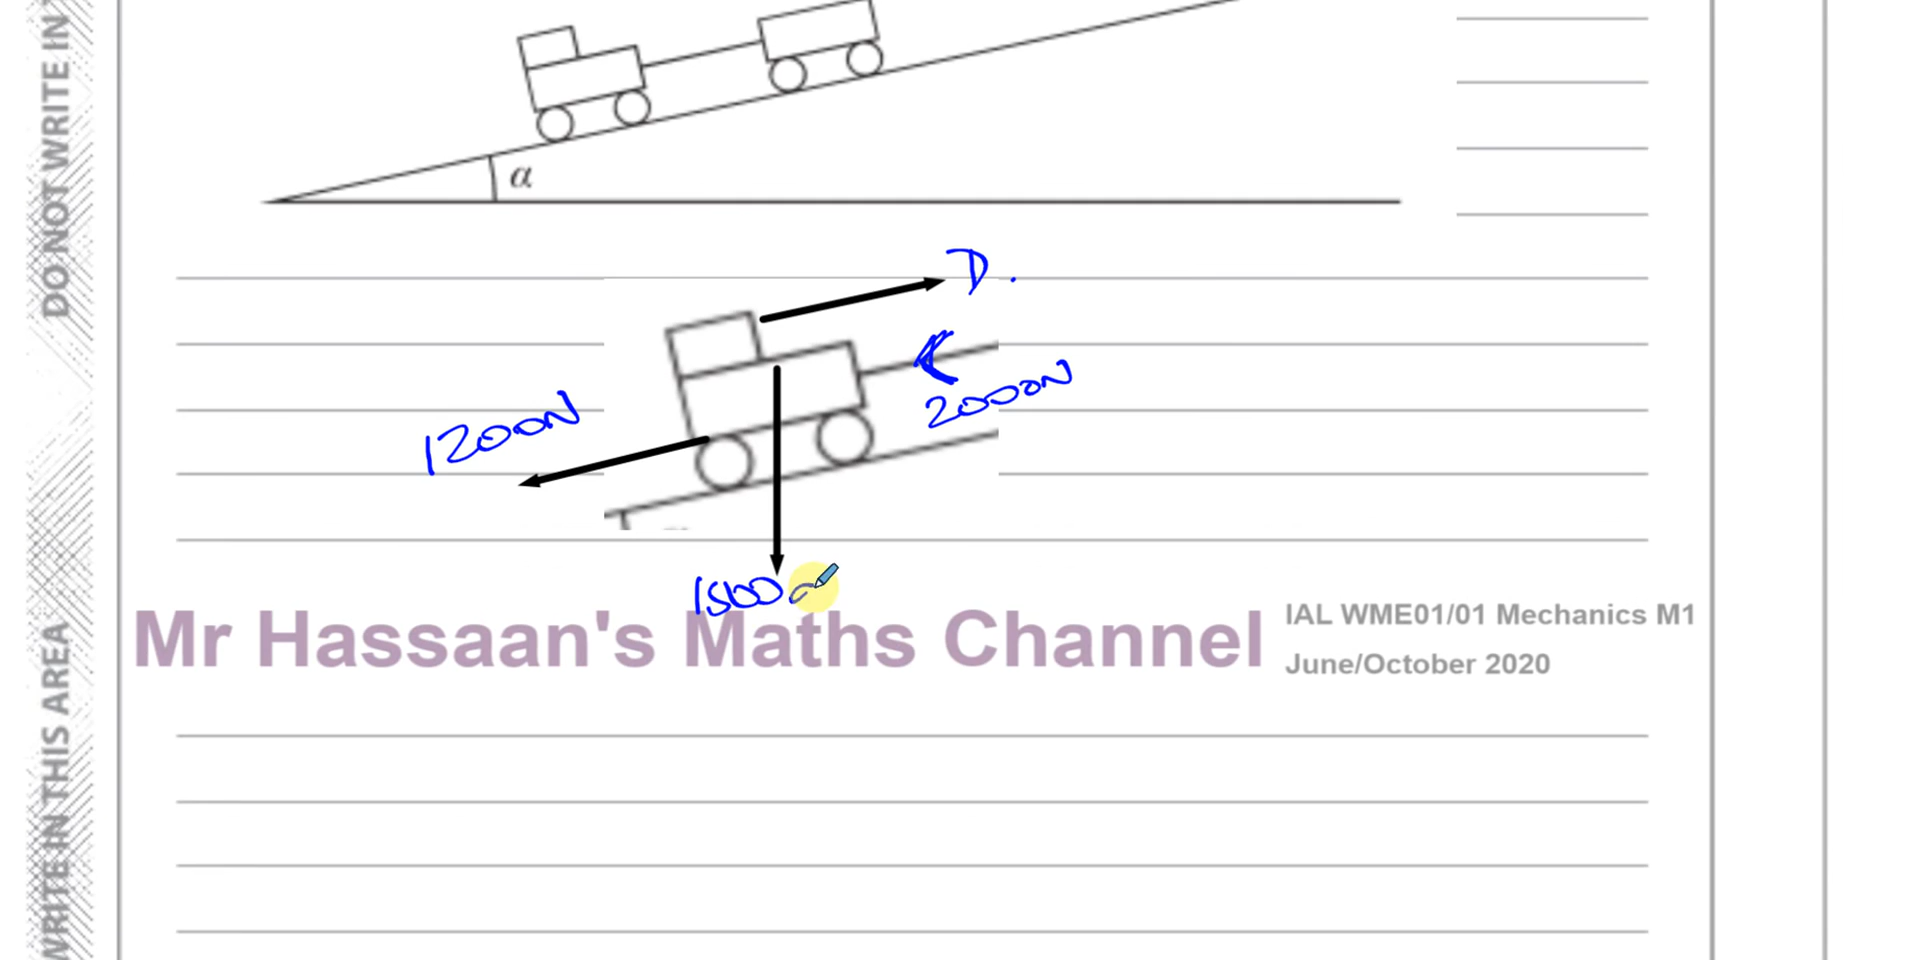 DO NOT WRITE IN
α
D.
2000N
1200N
1500
Mr Hassaan's Maths Channel
IAL WME01/01 Mechanics M1
June/October 2020
WRITE IN THIS AREA